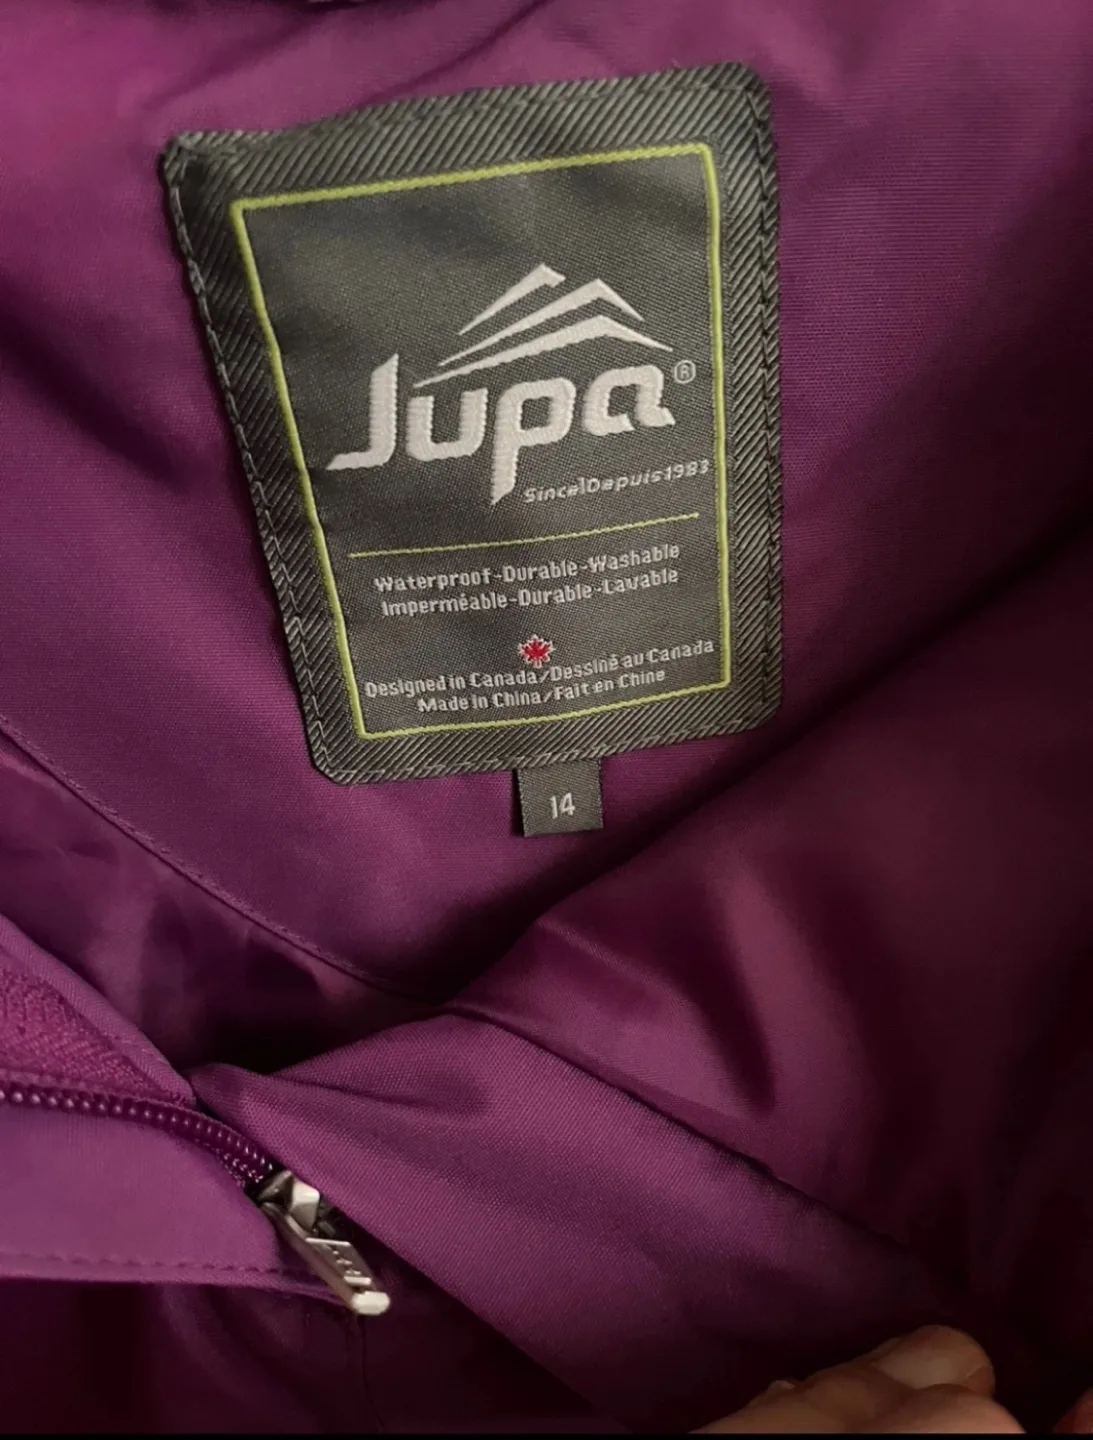 Jupa®
Since|Depuis 1983
Waterproof-Durable-Washable
Imperméable-Durable-Lavable
Designed in Canada/Dessiné au Canada
Made in China/Fait en Chine
14